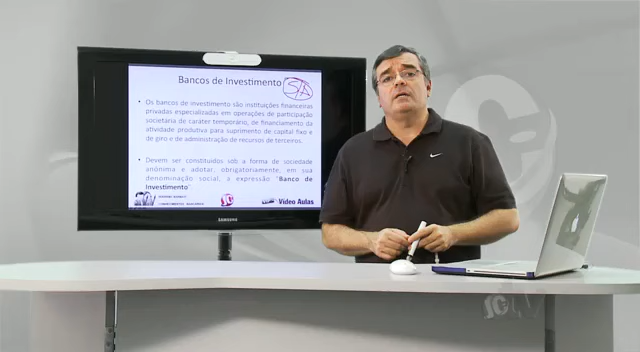 Bancos de Investimento S/A
• Os bancos de investimento são instituições financeiras
privadas especializadas em operações de participação
societária de caráter temporário, de financiamento da
atividade produtiva para suprimento de capital fixo e
de giro e de administração de recursos de terceiros.
• Devem ser constituídos sob a forma de sociedade
anônima e adotar, obrigatoriamente, em sua
denominação social, a expressão "Banco de
Investimento"
Vídeo Aulas
SAMSUNG